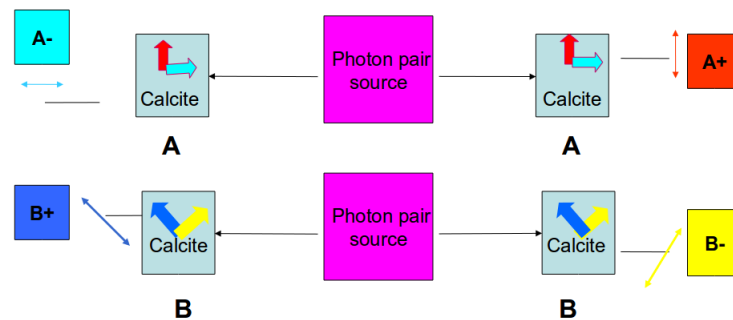 A-
Calcite
A
Photon pair
source
Calcite
A
A+
B+
Calcite
B
Photon pair
source
Calcite
B
B-